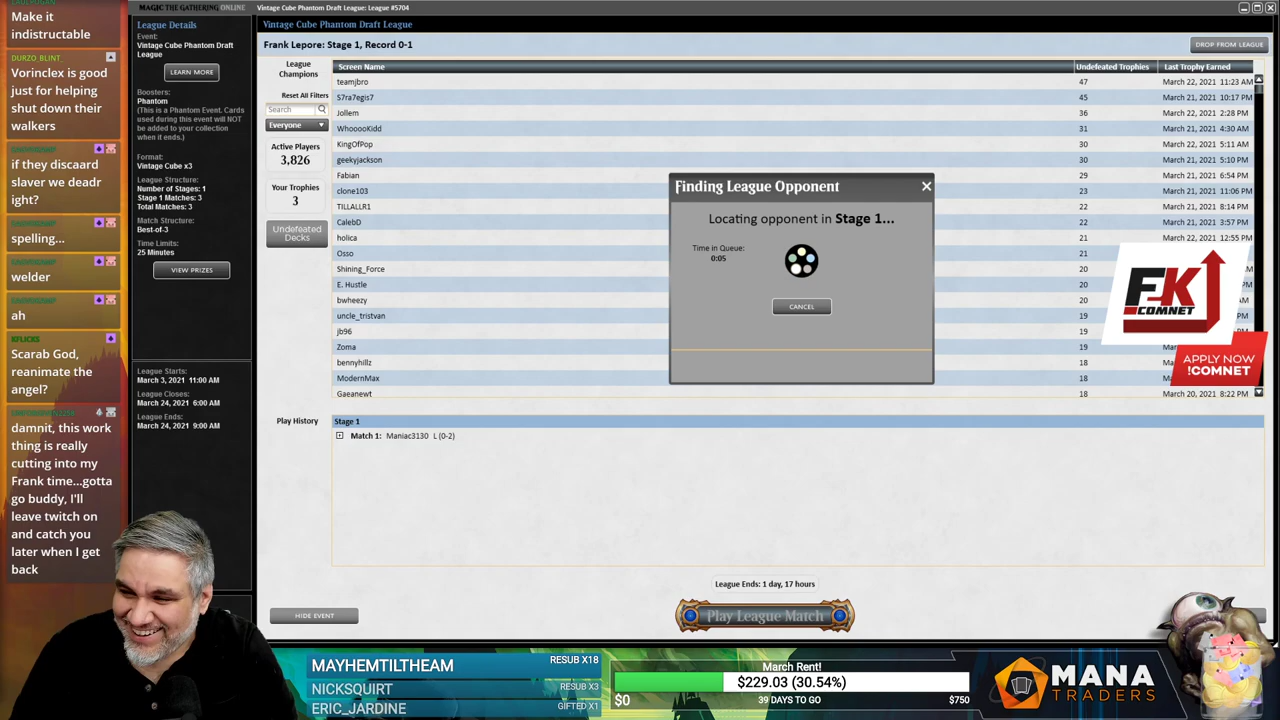 Make it
indistructable
DURZO_BLINT_
Vorinclex is good
just for helping
shut down their
walkers
if they discaard
slaver we deadr
ight?
spelling...
welder
ah
KFLICKS
Scarab God,
reanimate the
angel?
damnit, this work
thing is really
cutting into my
Frank time...gotta
go buddy, I'll
leave twitch on
and catch you
later when I get
back
MAGIC THE GATHERING ONLINE
Vintage Cube Phantom Draft League: League #5704
League Details
Event:
Vintage Cube Phantom Draft
League
LEARN MORE
Boosters:
Phantom
(This is a Phantom Event. Cards
used during this event will NOT
be added to your collection
when it ends.)
Format:
Vintage Cube x3
League Structure:
Number of Stages: 1
Stage 1 Matches: 3
Total Matches: 3
Match Structure:
Best-of-3
Time Limits:
25 Minutes
VIEW PRIZES
League Starts:
March 3, 2021 11:00 AM
League Closes:
March 24, 2021 6:00 AM
League Ends:
March 24, 2021 9:00 AM
Vintage Cube Phantom Draft League
Frank Lepore: Stage 1, Record 0-1
DROP FROM LEAGUE
League
Champions
Reset All Filters
Search
Everyone
Active Players
3,826
Your Trophies
3
Undefeated
Decks
Screen Name Undefeated Trophies Last Trophy Earned
teamjbro 47 March 22, 2021 11:23 AM
S7ra7egis7 45 March 21, 2021 10:17 PM
Jollem 36 March 22, 2021 2:28 PM
WhooooKidd 31 March 21, 2021 4:30 AM
KingOfPop 30 March 22, 2021 5:11 AM
geekyjackson 30 March 21, 2021 5:10 PM
Fabian 29 March 21, 2021 6:54 PM
clone103 23 March 21, 2021 11:06 PM
TILLALLR1 22 March 21, 2021 8:14 PM
CalebD 22 March 21, 2021 3:57 PM
holica 21 March 22, 2021 12:55 PM
Osso 21
Shining_Force 20
E. Hustle 20
bwheezy 20
uncle_tristvan 19
jb96 19
Zoma 19
bennyhillz 18
ModernMax 18
Gaeanewt 18 March 20, 2021 8:22 PM
Finding League Opponent
Locating opponent in Stage 1...
Time in Queue:
0:05
CANCEL
FK
.COMNET
APPLY NOW
!COMNET
Play History
Stage 1
Match 1: Maniac3130 L (0-2)
League Ends: 1 day, 17 hours
HIDE EVENT
Play League Match
MAYHEMTILTHEAM RESUB X18
NICKSQUIRT RESUB X3
ERIC_JARDINE GIFTED X1
March Rent!
$229.03 (30.54%)
$0 39 DAYS TO GO $750
MANA
TRADERS